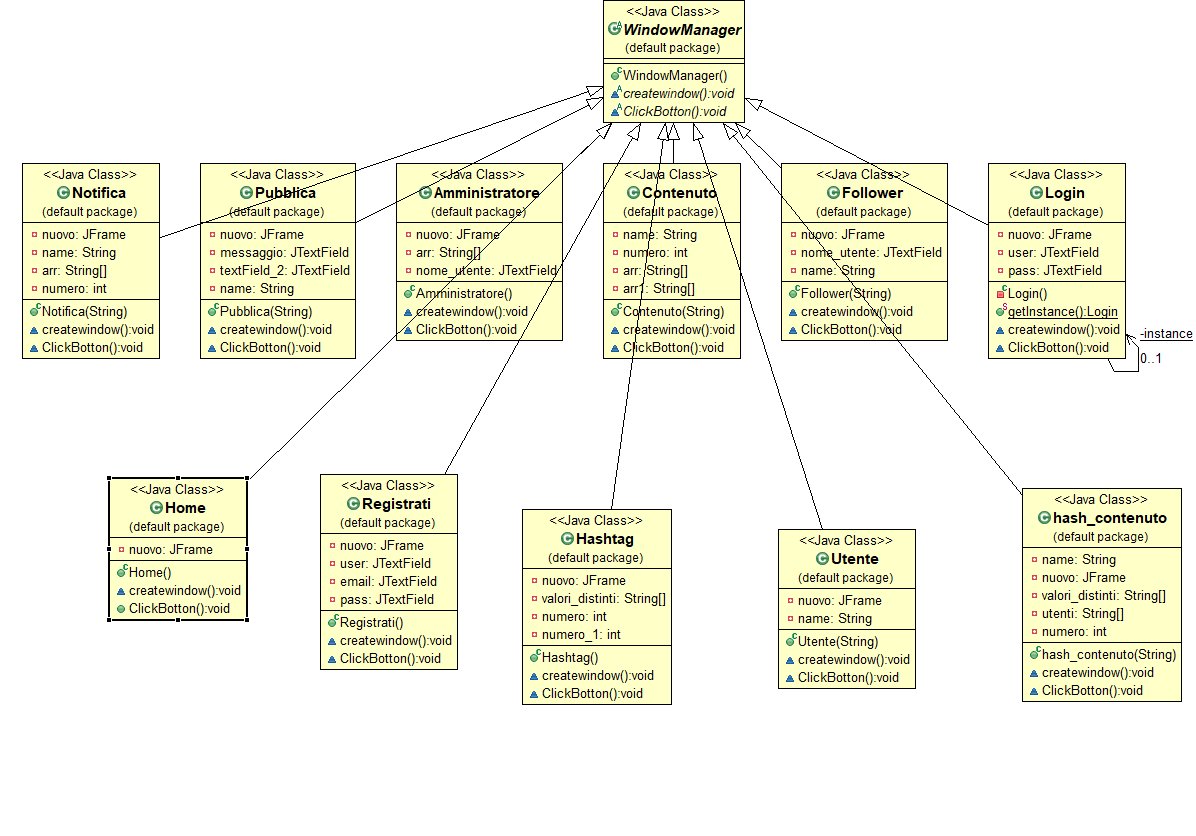 <<Java Class>>
WindowManager
(default package)
WindowManager()
createwindow():void
ClickBotton():void
<<Java Class>>
Notifica
(default package)
nuovo: JFrame
name: String
arr: String[]
numero: int
Notifica(String)
createwindow():void
ClickBotton():void
<<Java Class>>
Pubblica
(default package)
nuovo: JFrame
messaggio: JTextField
textField_2: JTextField
name: String
Pubblica(String)
createwindow():void
ClickBotton():void
<<Java Class>>
Amministratore
(default package)
nuovo: JFrame
arr: String[]
nome_utente: JTextField
Amministratore()
createwindow():void
ClickBotton():void
<<Java Class>>
Contenuto
(default package)
name: String
numero: int
arr: String[]
arr1: String[]
Contenuto(String)
createwindow():void
ClickBotton():void
<<Java Class>>
Follower
(default package)
nuovo: JFrame
nome_utente: JTextField
name: String
Follower(String)
createwindow():void
ClickBotton():void
<<Java Class>>
Login
(default package)
nuovo: JFrame
user: JTextField
pass: JTextField
Login()
getInstance():Login
createwindow():void
ClickBotton():void
-instance
0..1
<<Java Class>>
Home
(default package)
nuovo: JFrame
Home()
createwindow():void
ClickBotton():void
<<Java Class>>
Registrati
(default package)
nuovo: JFrame
user: JTextField
email: JTextField
pass: JTextField
Registrati()
createwindow():void
ClickBotton():void
<<Java Class>>
Hashtag
(default package)
nuovo: JFrame
valori_distinti: String[]
numero: int
numero_1: int
Hashtag()
createwindow():void
ClickBotton():void
<<Java Class>>
Utente
(default package)
nuovo: JFrame
name: String
Utente(String)
createwindow():void
ClickBotton():void
<<Java Class>>
hash_contenuto
(default package)
name: String
nuovo: JFrame
valori_distinti: String[]
utenti: String[]
numero: int
hash_contenuto(String)
createwindow():void
ClickBotton():void